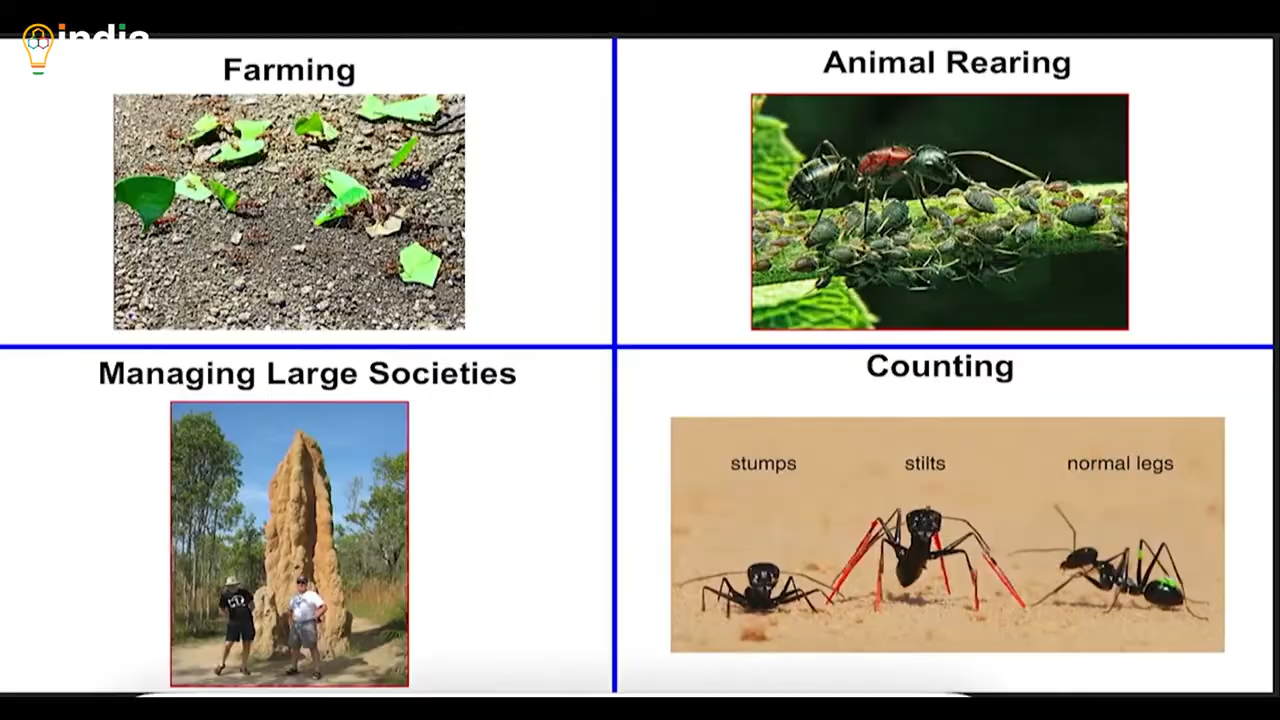 india
Farming
Animal Rearing
Managing Large Societies
Counting
stumps
stilts
normal legs